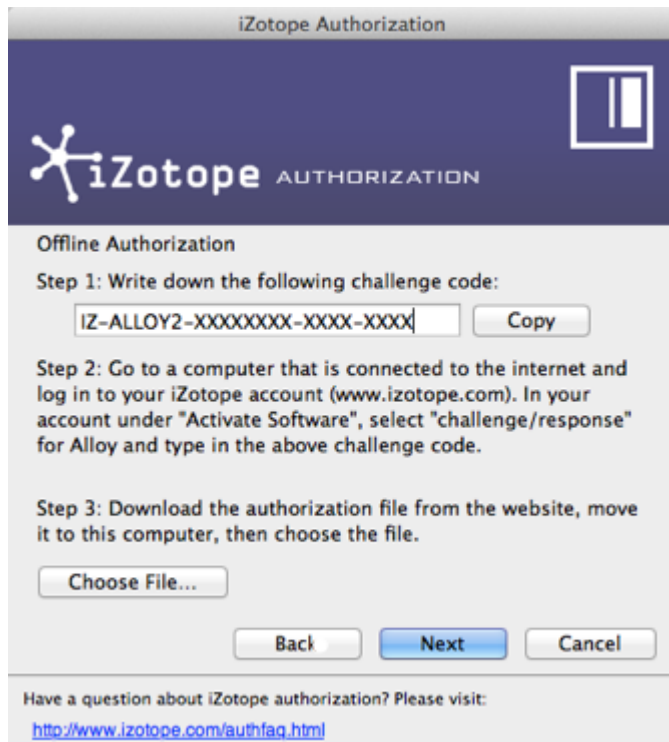 iZotope Authorization
iZotope AUTHORIZATION
Offline Authorization
Step 1: Write down the following challenge code:
IZ-ALLOY2-XXXXXXXX-XXXX-XXXX
Copy
Step 2: Go to a computer that is connected to the internet and
log in to your iZotope account (www.izotope.com). In your
account under "Activate Software", select "challenge/response"
for Alloy and type in the above challenge code.
Step 3: Download the authorization file from the website, move
it to this computer, then choose the file.
Choose File...
Back Next Cancel
Have a question about iZotope authorization? Please visit:
http://www.izotope.com/authfaq.html